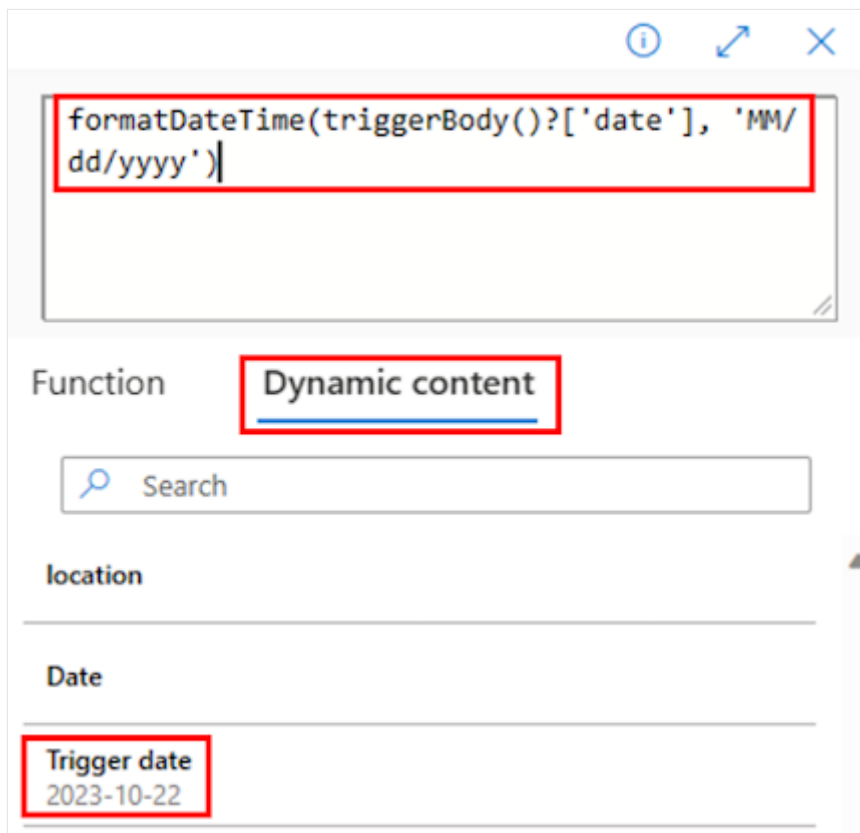 formatDateTime(triggerBody()?['date'], 'MM/
dd/yyyy')
Function Dynamic content
Search
location
Date
Trigger date
2023-10-22